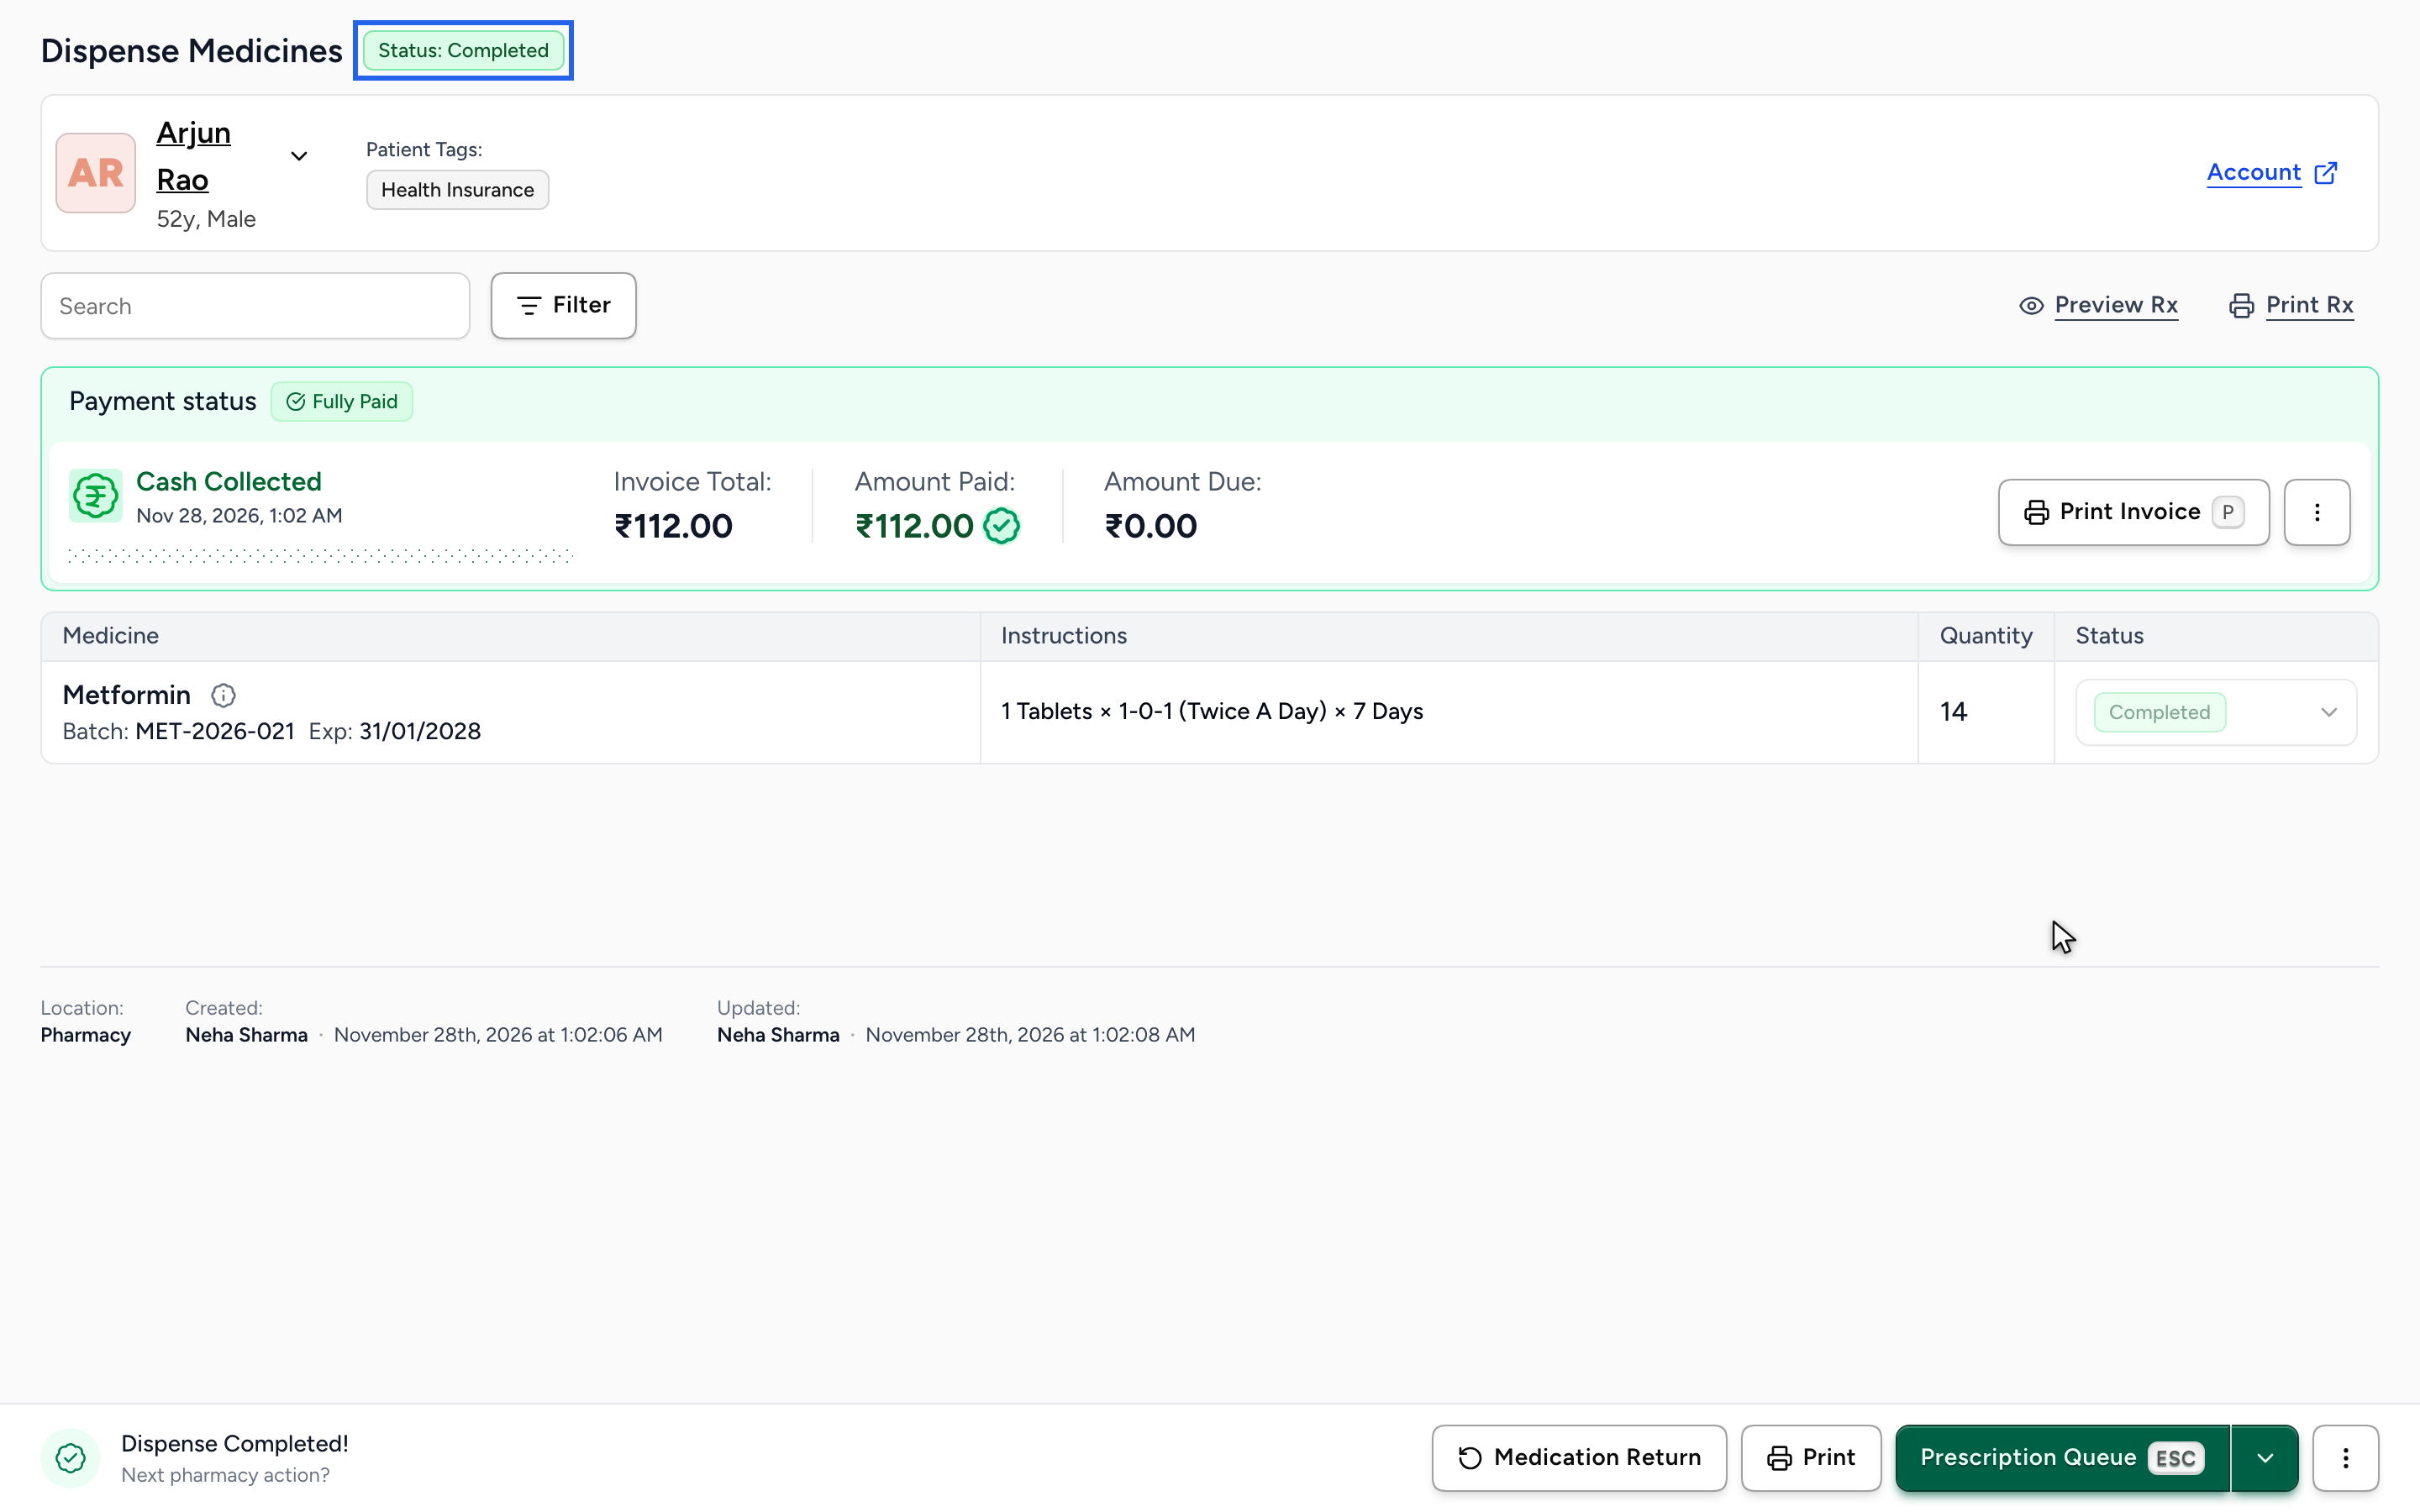 Dispense Medicines
Status: Completed
AR
Arjun
Rao
52y, Male
Patient Tags:
Health Insurance
Account
Search
Filter
Preview Rx
Print Rx
Payment status
Fully Paid
Cash Collected
Nov 28, 2026, 1:02 AM
Invoice Total:
₹112.00
Amount Paid:
₹112.00
Amount Due:
₹0.00
Print Invoice P
Medicine
Instructions
Quantity
Status
Metformin
Batch: MET-2026-021 Exp: 31/01/2028
1 Tablets × 1-0-1 (Twice A Day) × 7 Days
14
Completed
Location:
Pharmacy
Created:
Neha Sharma · November 28th, 2026 at 1:02:06 AM
Updated:
Neha Sharma · November 28th, 2026 at 1:02:08 AM
Dispense Completed!
Next pharmacy action?
Medication Return
Print
Prescription Queue ESC